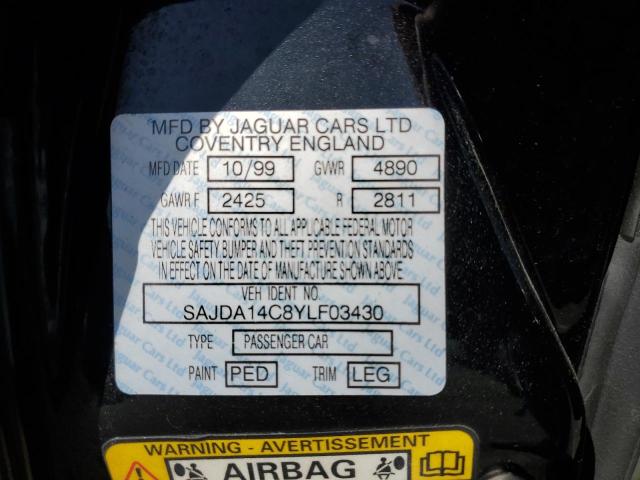 MFD BY JAGUAR CARS LTD
COVENTRY ENGLAND
MFD DATE 10/99 GVWR 4890
GAWR F 2425 R 2811
THIS VEHICLE CONFORMS TO ALL APPLICABLE FEDERAL MOTOR
VEHICLE SAFETY, BUMPER AND THEFT PREVENTION STANDARDS
IN EFFECT ON THE DATE OF MANUFACTURE SHOWN ABOVE
VEH IDENT NO.
SAJDA14C8YLF03430
TYPE PASSENGER CAR
PAINT PED TRIM LEG
WARNING - AVERTISSEMENT
AIRBAG